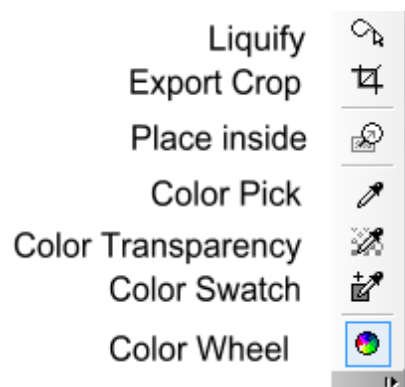 Liquify
Export Crop
Place inside
Color Pick
Color Transparency
Color Swatch
Color Wheel